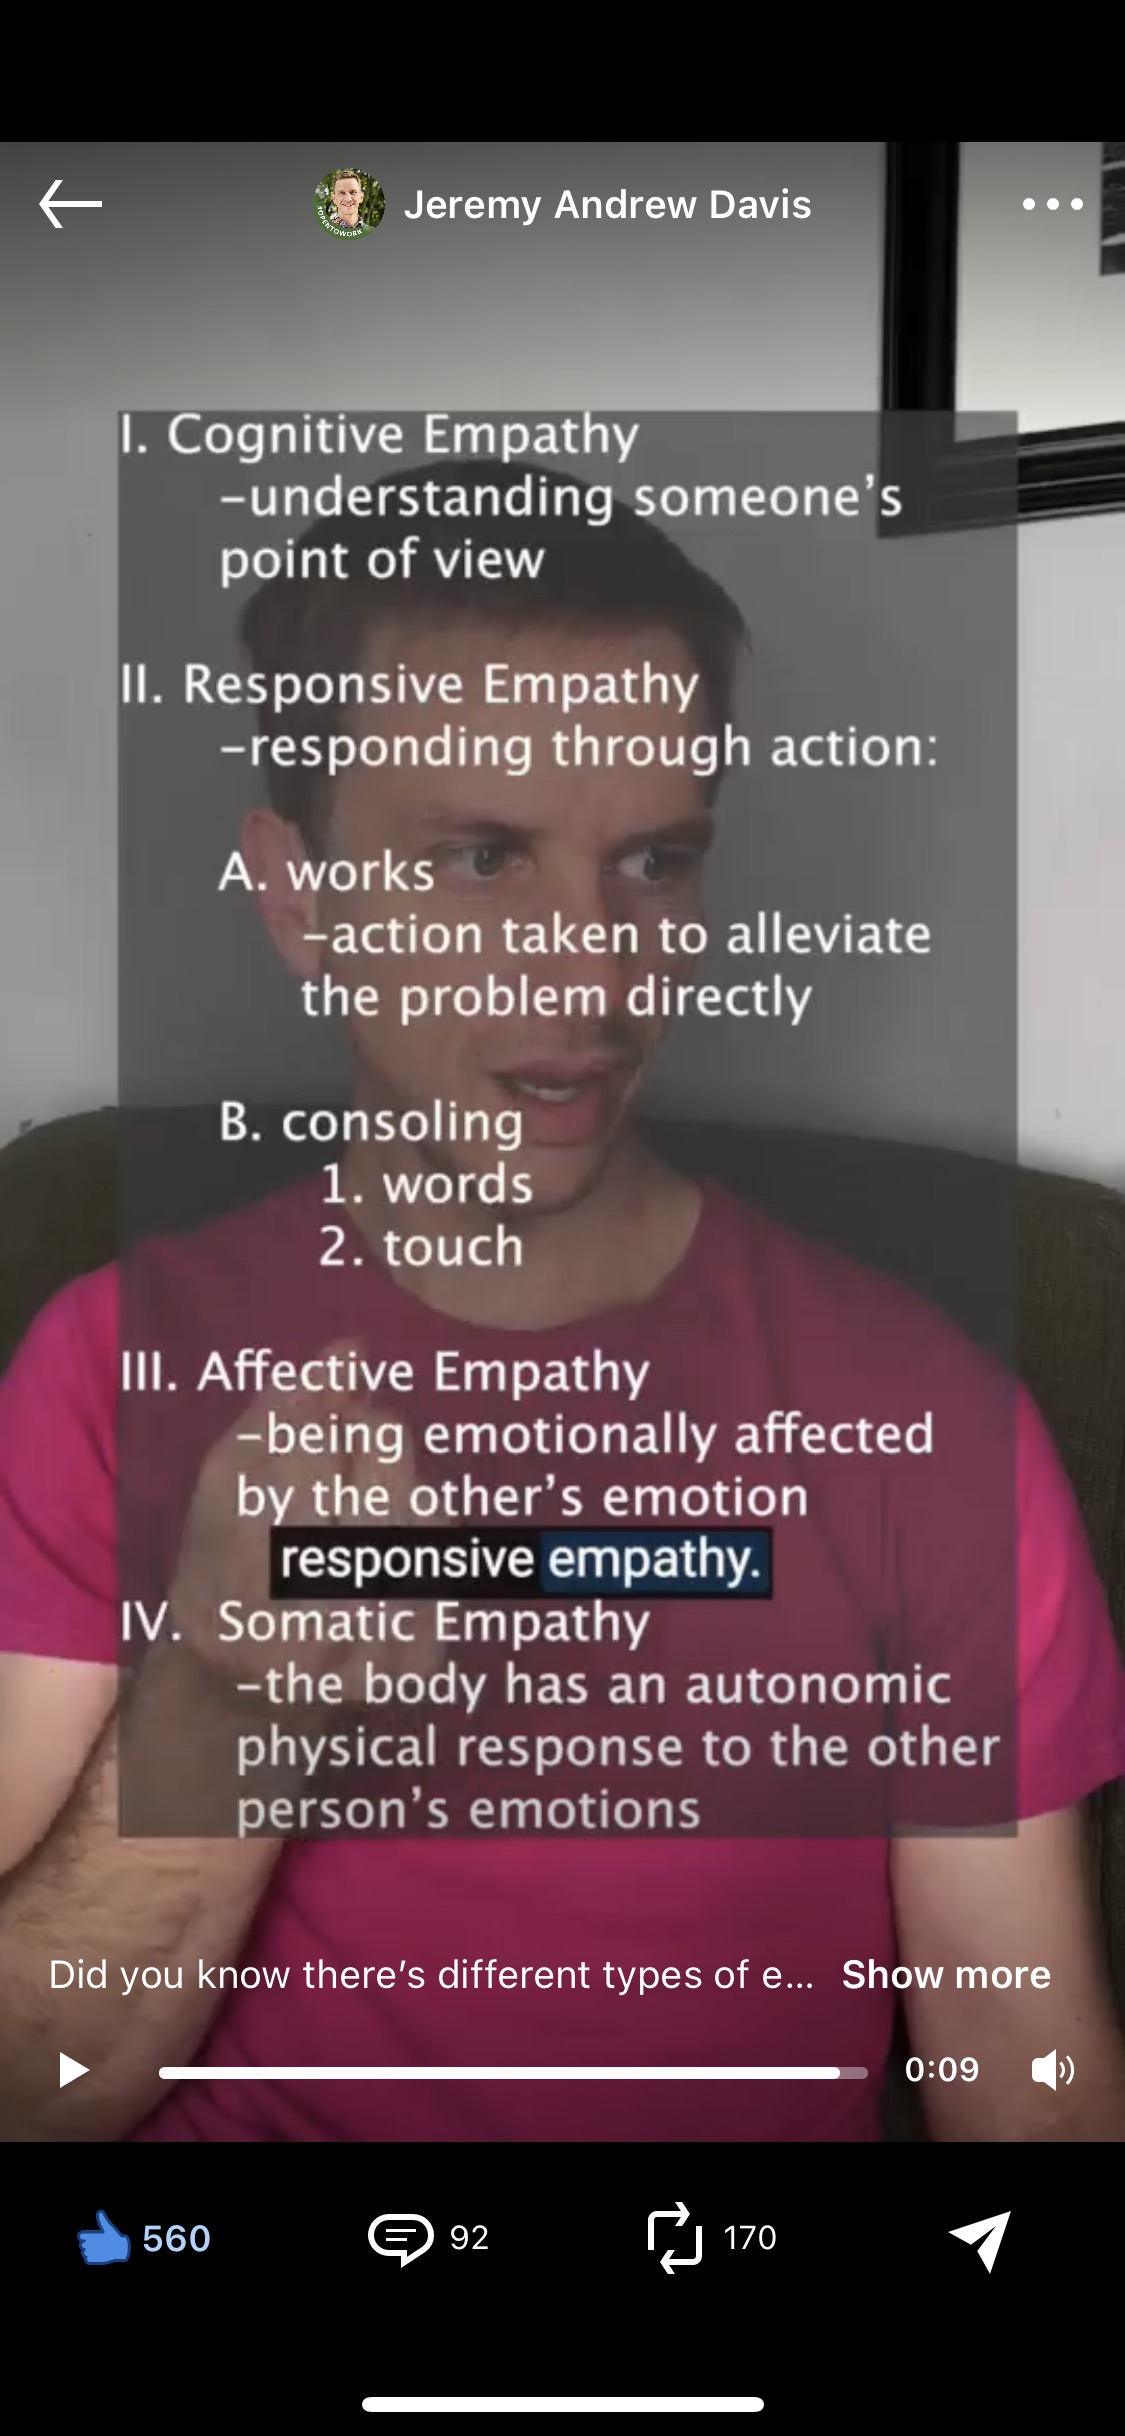 Jeremy Andrew Davis
#OPENTOWORK
I. Cognitive Empathy
–understanding someone’s
point of view
II. Responsive Empathy
–responding through action:
A. works
–action taken to alleviate
the problem directly
B. consoling
1. words
2. touch
III. Affective Empathy
–being emotionally affected
by the other’s emotion
responsive empathy.
IV. Somatic Empathy
–the body has an autonomic
physical response to the other
person’s emotions
Did you know there’s different types of e... Show more
0:09
560 92 170